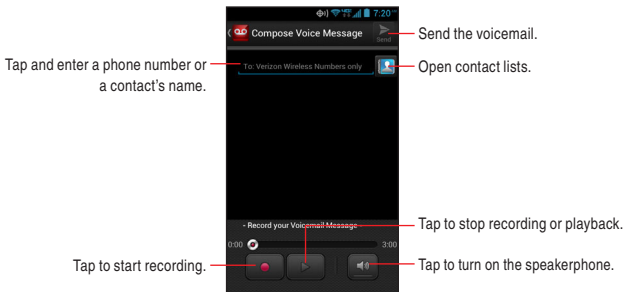 7:20
Compose Voice Message
Send
Send the voicemail.
Tap and enter a phone number or
a contact's name.
To: Verizon Wireless Numbers only
Open contact lists.
- Record your Voicemail Message -
Tap to stop recording or playback.
0:00
3:00
Tap to start recording.
Tap to turn on the speakerphone.